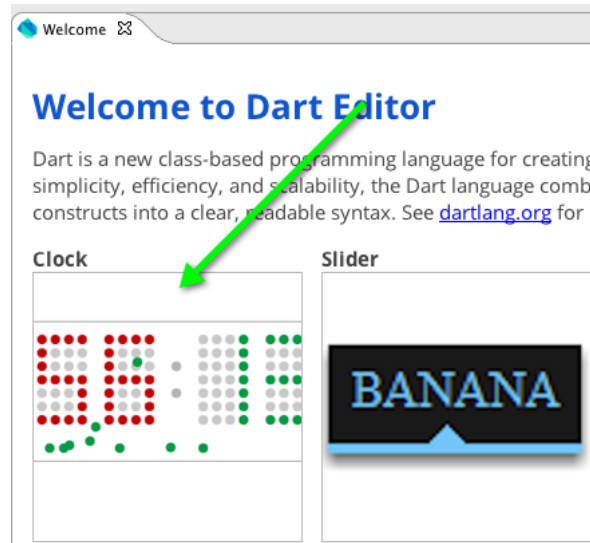 Welcome
Welcome to Dart Editor
Dart is a new class-based programming language for creating
simplicity, efficiency, and scalability, the Dart language comb
constructs into a clear, readable syntax. See dartlang.org for
Clock
Slider
BANANA